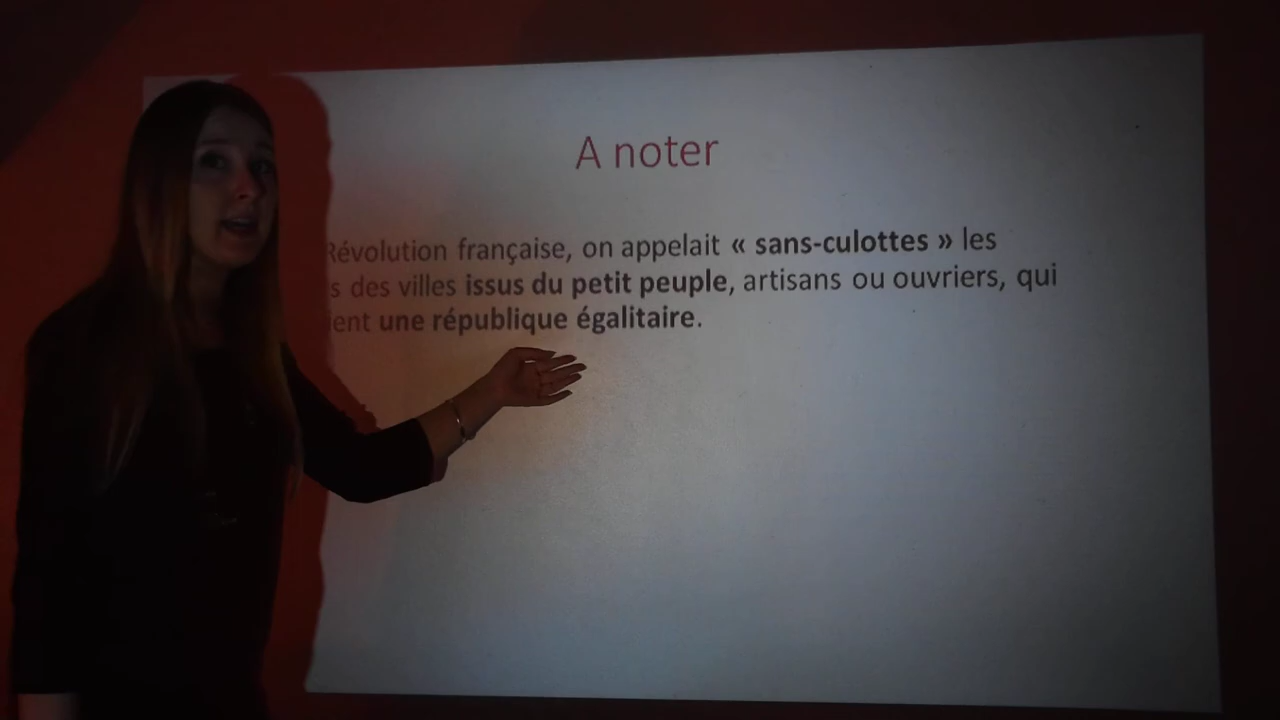 A noter
Révolution française, on appelait « sans-culottes » les
s des villes issus du petit peuple, artisans ou ouvriers, qui
ient une république égalitaire.